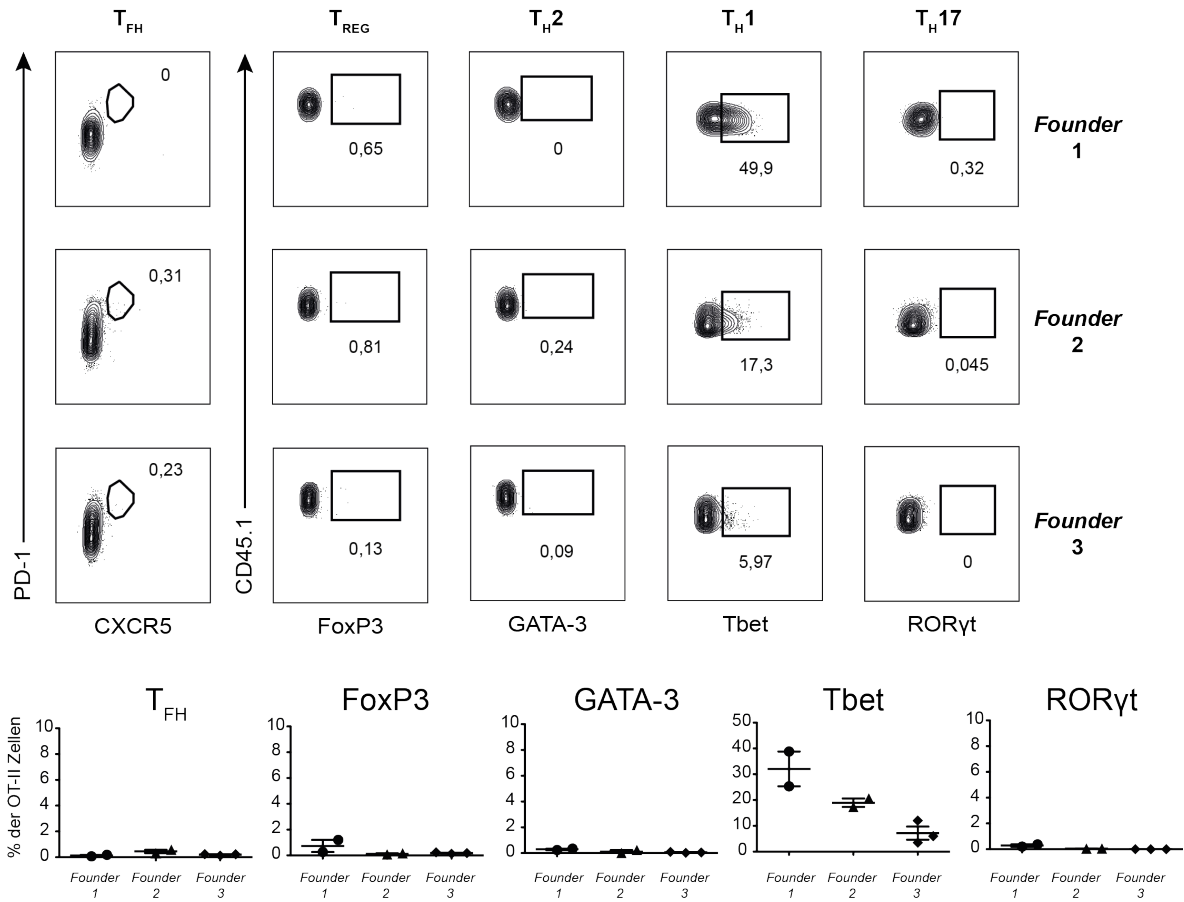 TFH TREG TH2 TH1 TH17
0
0,65
0
49,9
0,32
Founder
1
0,31
0,81
0,24
17,3
0,045
Founder
2
0,23
0,13
0,09
5,97
0
Founder
3
PD-1
CD45.1
CXCR5 FoxP3 GATA-3 Tbet RORγt
TFH FoxP3 GATA-3 Tbet RORγt
% der OT-II Zellen
10
8
6
4
2
0
Founder Founder Founder
1 2 3
10
8
6
4
2
0
Founder Founder Founder
1 2 3
10
8
6
4
2
0
Founder Founder Founder
1 2 3
50
40
30
20
10
0
Founder Founder Founder
1 2 3
10
8
6
4
2
0
Founder Founder Founder
1 2 3